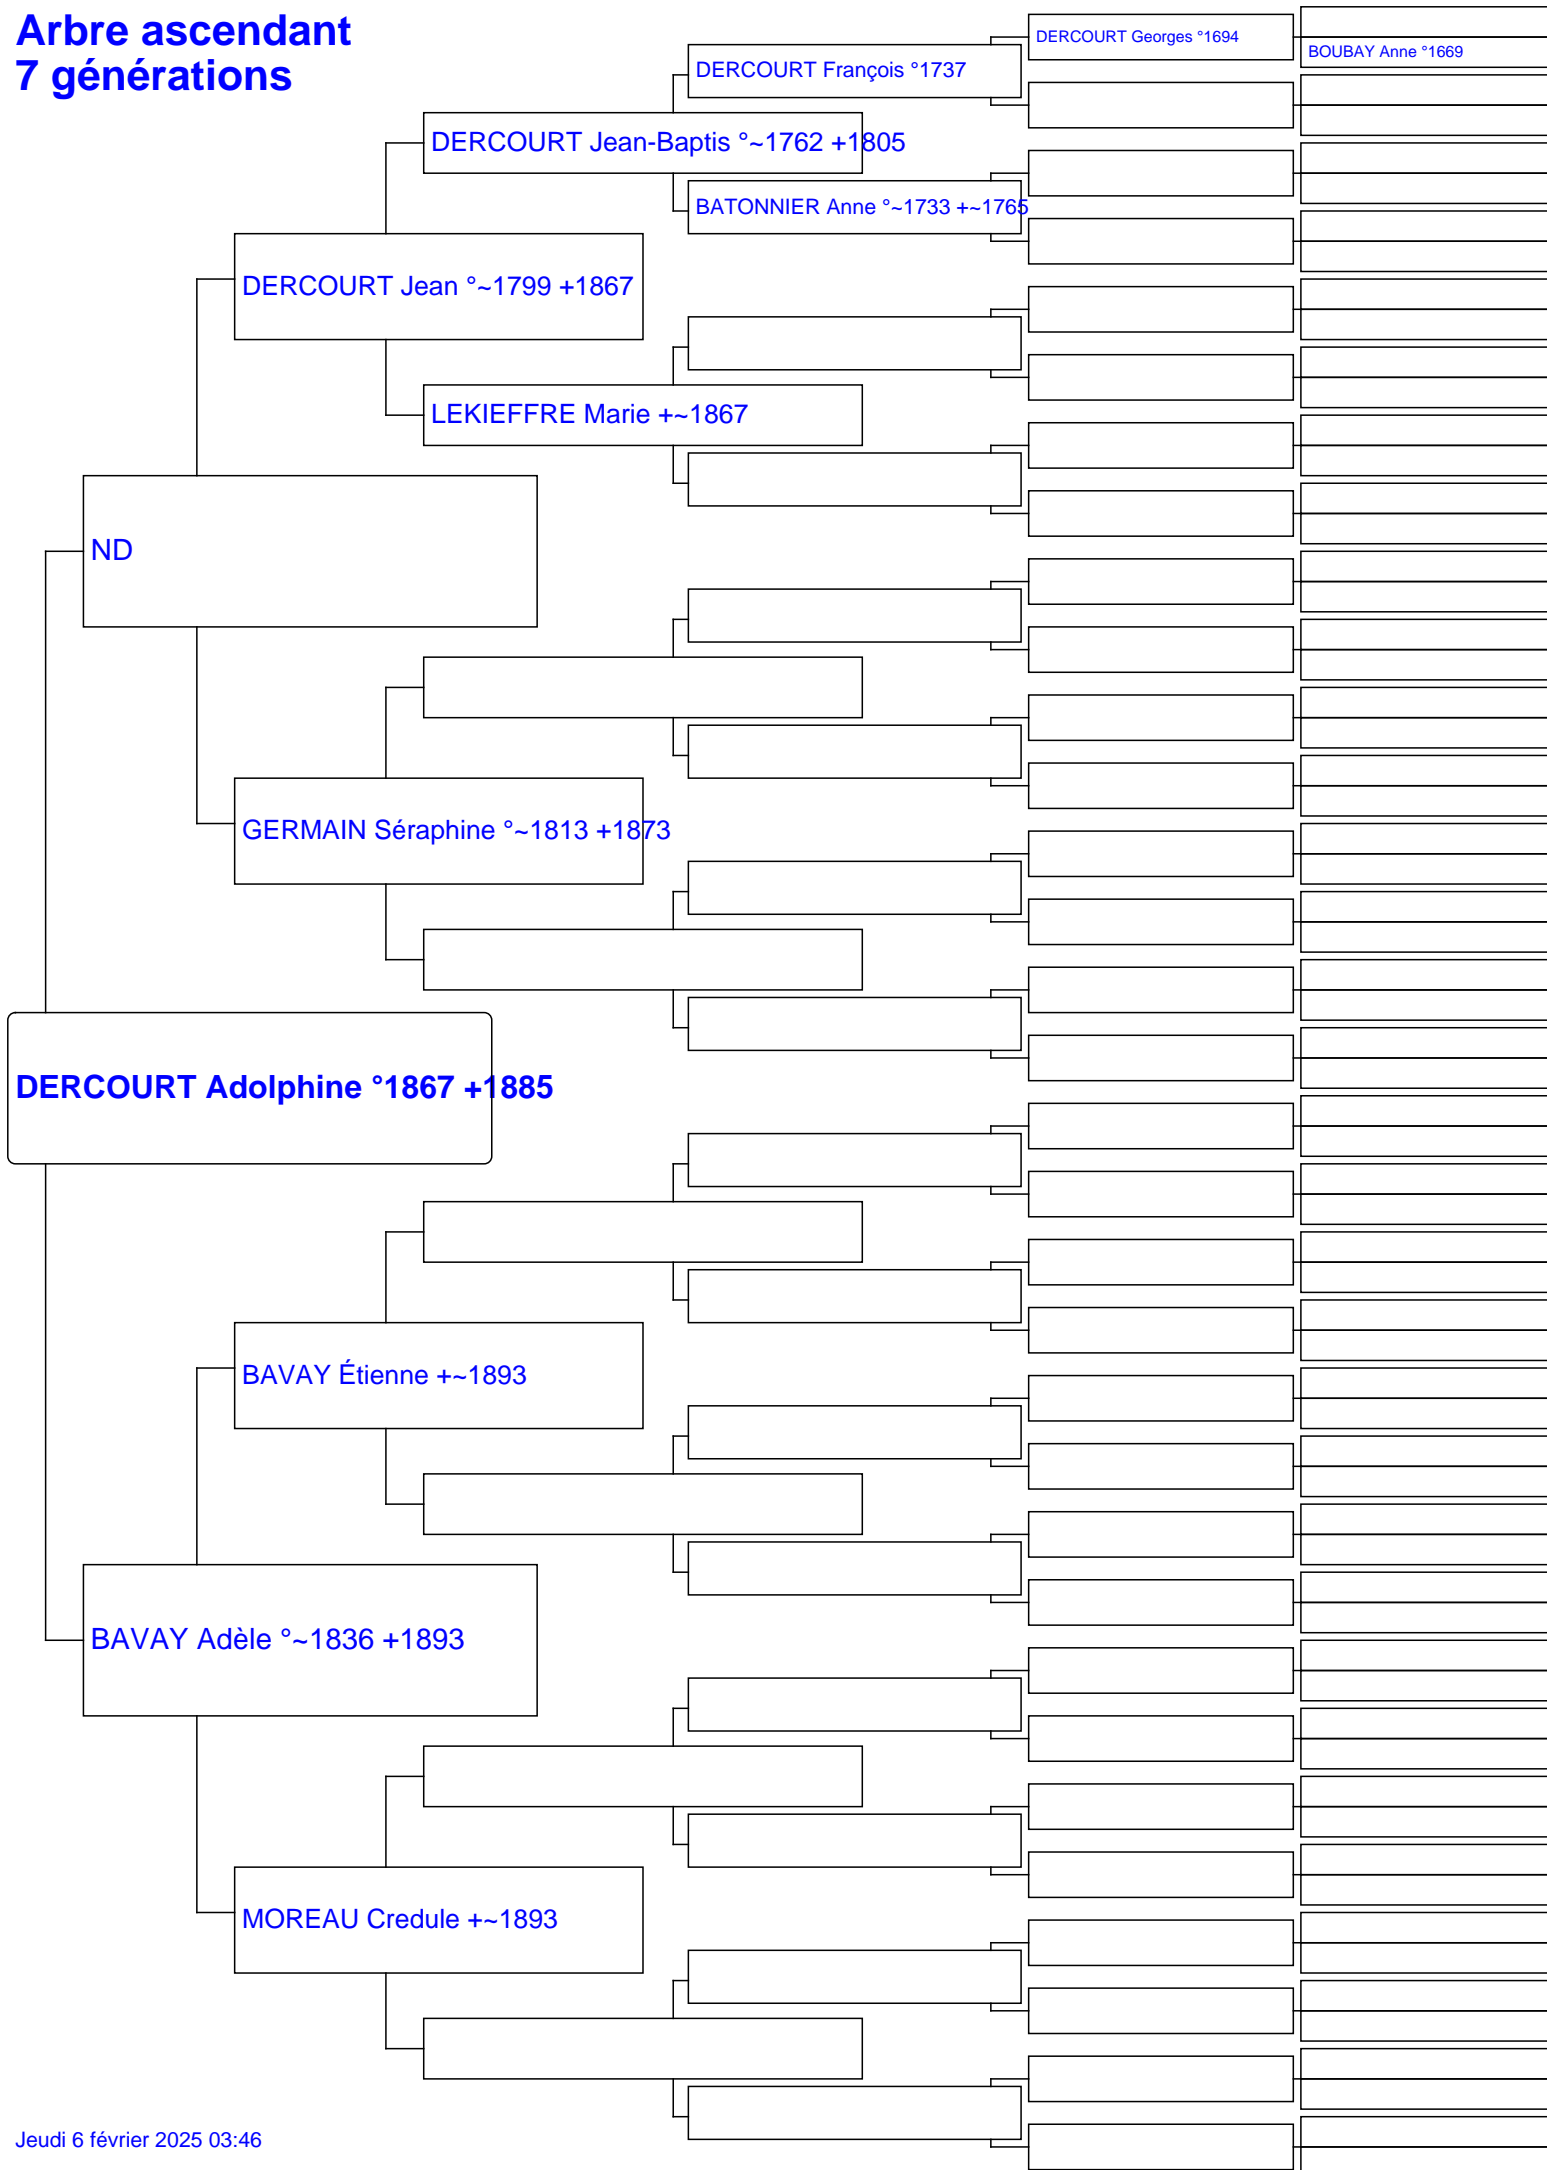 Arbre ascendant
7 générations
DERCOURT Georges °1694
BOUBAY Anne °1669
DERCOURT François °1737
DERCOURT Jean-Baptis °~1762 +1805
BATONNIER Anne °~1733 +~1765
DERCOURT Jean °~1799 +1867
LEKIEFFRE Marie +~1867
ND
GERMAIN Séraphine °~1813 +1873
DERCOURT Adolphine °1867 +1885
BAVAY Étienne +~1893
BAVAY Adèle °~1836 +1893
MOREAU Credule +~1893
Jeudi 6 février 2025 03:46